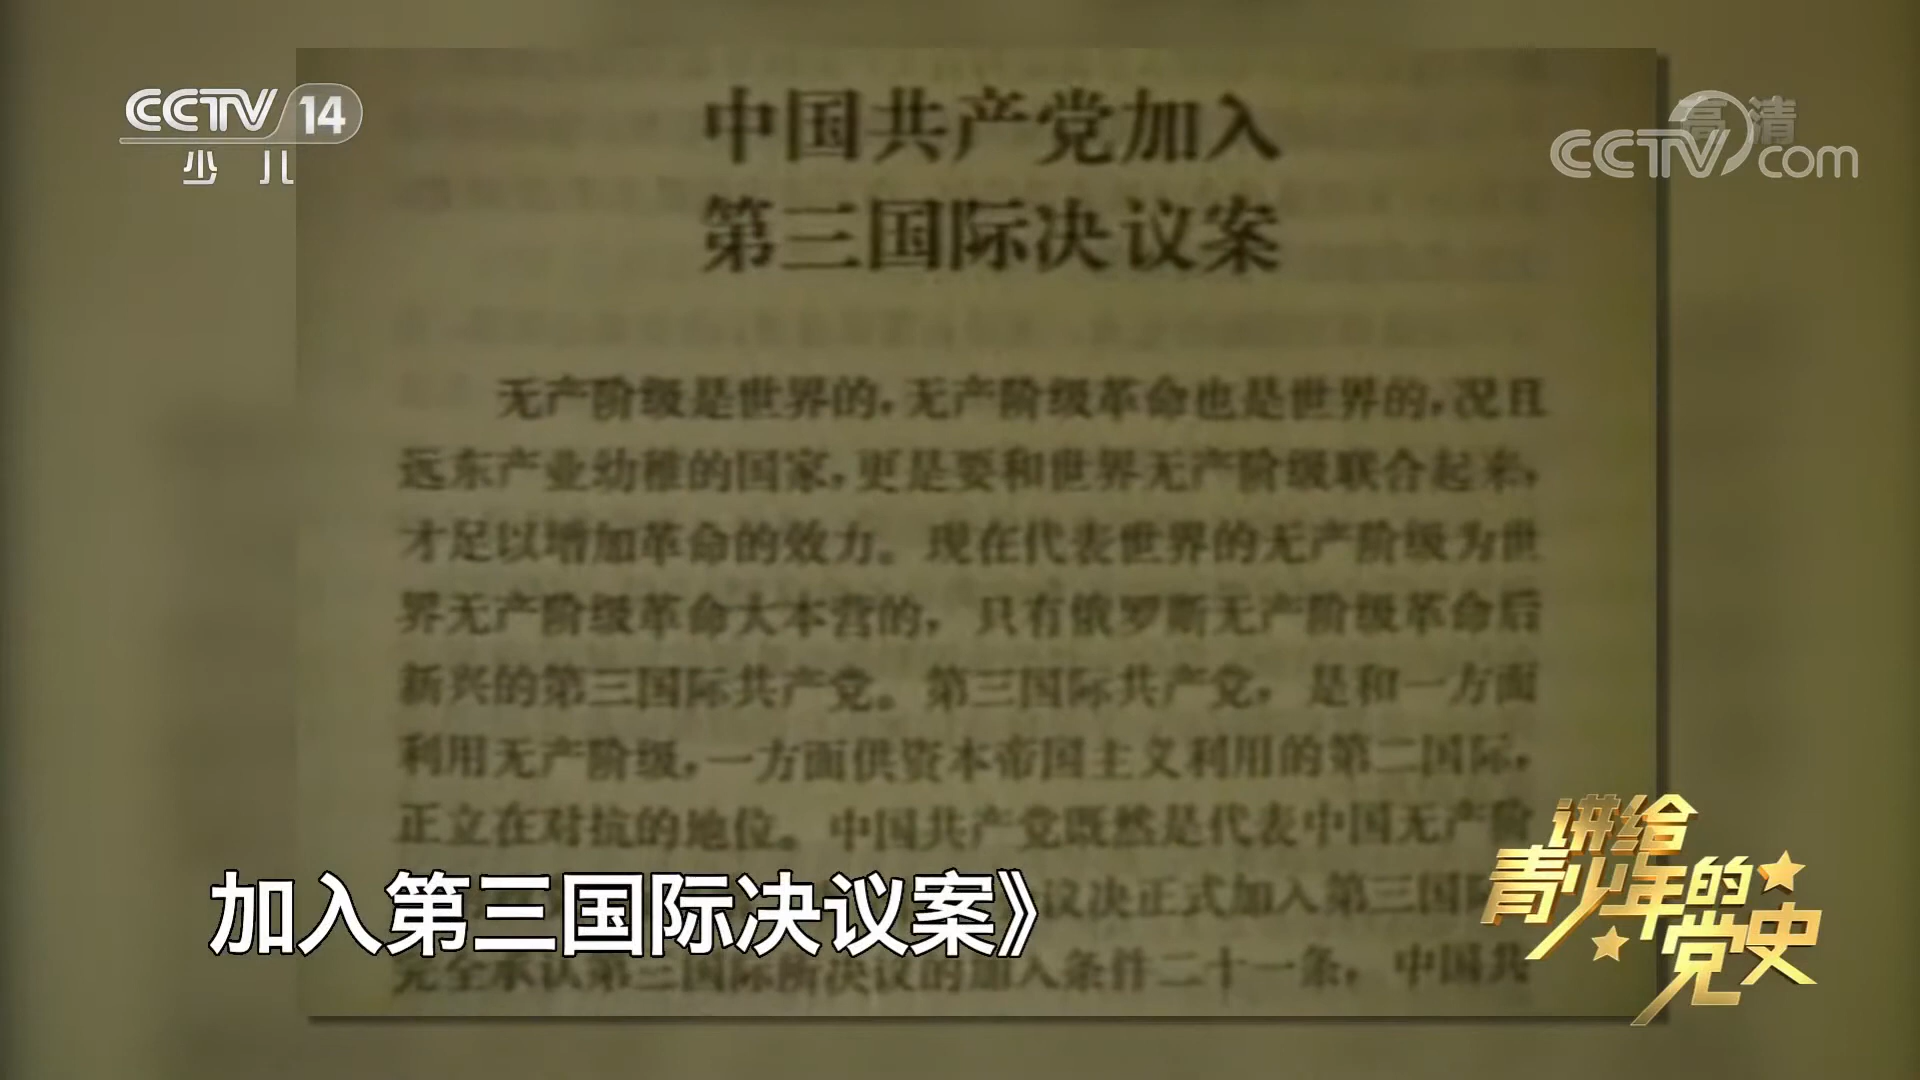 CCTV 14
少儿
高清
CCTV.com
中国共产党加入
第三国际决议案
无产阶级是世界的，无产阶级革命也是世界的，况且
远东产业幼稚的国家，更是要和世界无产阶级联合起来，
才足以增加革命的效力。现在代表世界的无产阶级为世
界无产阶级革命大本营的，只有俄罗斯无产阶级革命后
新兴的第三国际共产党。第三国际共产党，是和一方面
利用无产阶级，一方面供资本帝国主义利用的第二国际，
正立在对抗的地位。中国共产党既然是代表中国无产阶
议决正式加入第三国际
完全承认第三国际所决议的加入条件二十一条，中国共
加入第三国际决议案》
讲给
青少年的
党史